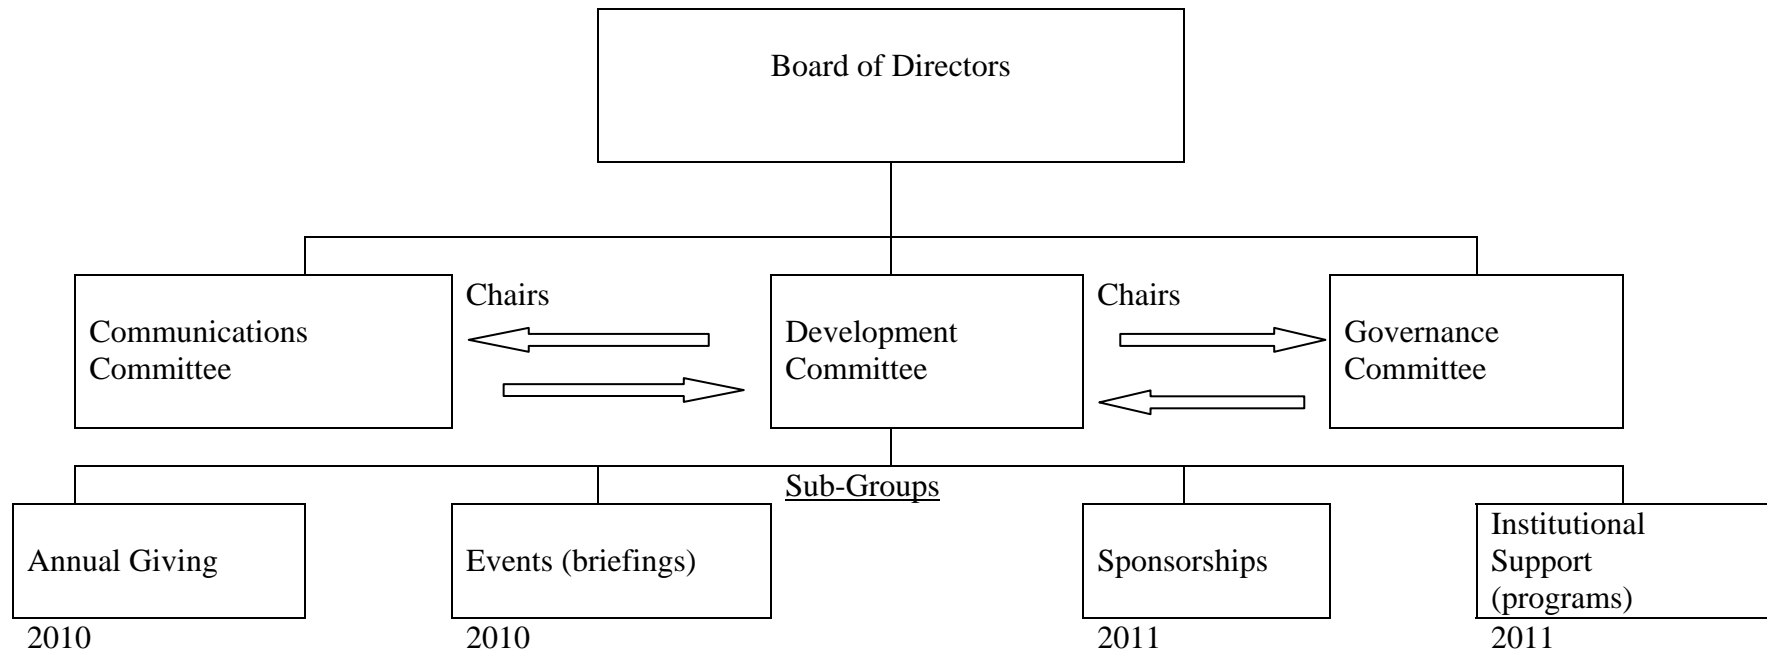 Board of Directors
Chairs
Chairs
Communications
Committee
Development
Committee
Governance
Committee
Sub-Groups
Annual Giving
Events (briefings)
Sponsorships
Institutional
Support
(programs)
2010
2010
2011
2011